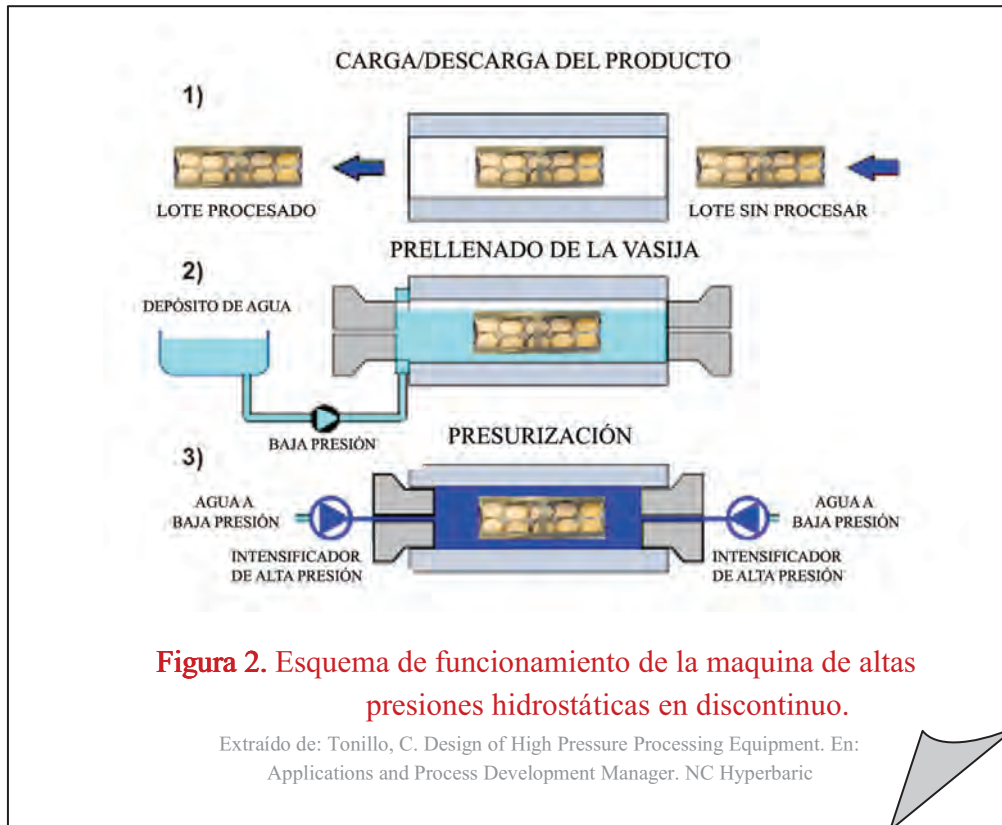 CARGA/DESCARGA DEL PRODUCTO
1)
LOTE PROCESADO
LOTE SIN PROCESAR
PRELLENADO DE LA VASIJA
2)
DEPÓSITO DE AGUA
BAJA PRESIÓN
PRESURIZACIÓN
3)
AGUA A
BAJA PRESIÓN
INTENSIFICADOR
DE ALTA PRESIÓN
AGUA A
BAJA PRESIÓN
INTENSIFICADOR
DE ALTA PRESIÓN
Figura 2. Esquema de funcionamiento de la maquina de altas
presiones hidrostáticas en discontinuo.
Extraído de: Tonillo, C. Design of High Pressure Processing Equipment. En:
Applications and Process Development Manager. NC Hyperbaric